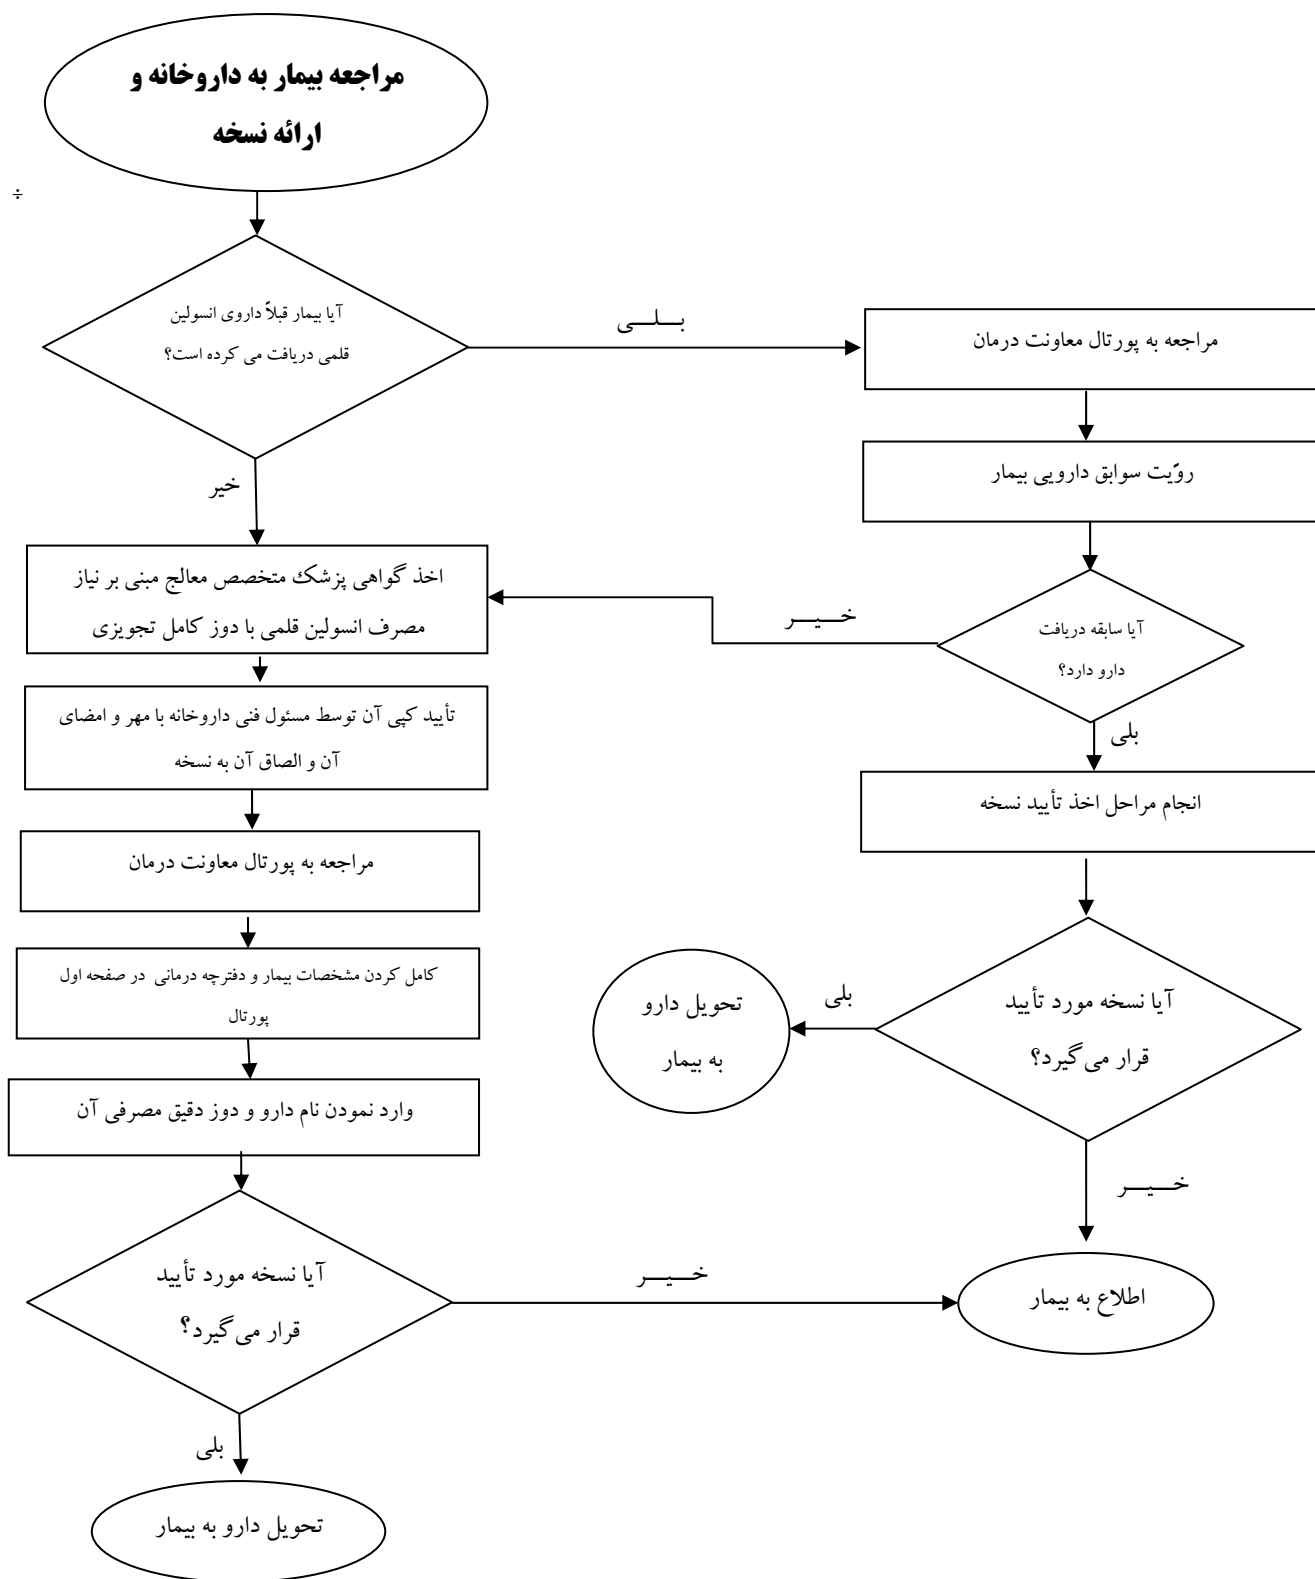 مراجعه بیمار به داروخانه و
ارائه نسخه
÷
آیا بیمار قبلاً داروی انسولین
قلمی دریافت می کرده است؟
بـــلـــی
مراجعه به پورتال معاونت درمان
رؤیت سوابق دارویی بیمار
خیر
اخذ گواهی پزشک متخصص معالج مبنی بر نیاز
مصرف انسولین قلمی با دوز کامل تجویزی
خـــیـــر
آیا سابقه دریافت
دارو دارد؟
بلی
تأیید کپی آن توسط مسئول فنی داروخانه با مهر و امضای
آن و الصاق آن به نسخه
انجام مراحل اخذ تأیید نسخه
مراجعه به پورتال معاونت درمان
کامل کردن مشخصات بیمار و دفترچه درمانی در صفحه اول
پورتال
آیا نسخه مورد تأیید
قرار می‌گیرد؟
بلی
تحویل دارو
به بیمار
وارد نمودن نام دارو و دوز دقیق مصرفی آن
خـــیـــر
آیا نسخه مورد تأیید
قرار می‌گیرد؟
خـــیـــر
اطلاع به بیمار
بلی
تحویل دارو به بیمار